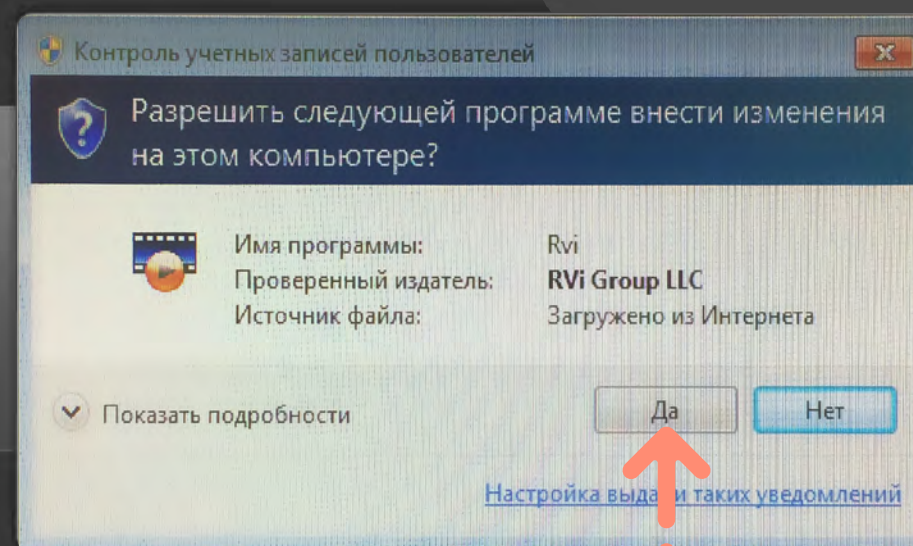 Контроль учетных записей пользователей
Разрешить следующей программе внести изменения
на этом компьютере?
Имя программы: Rvi
Проверенный издатель: RVi Group LLC
Источник файла: Загружено из Интернета
Показать подробности
Да
Нет
Настройка выдачи таких уведомлений